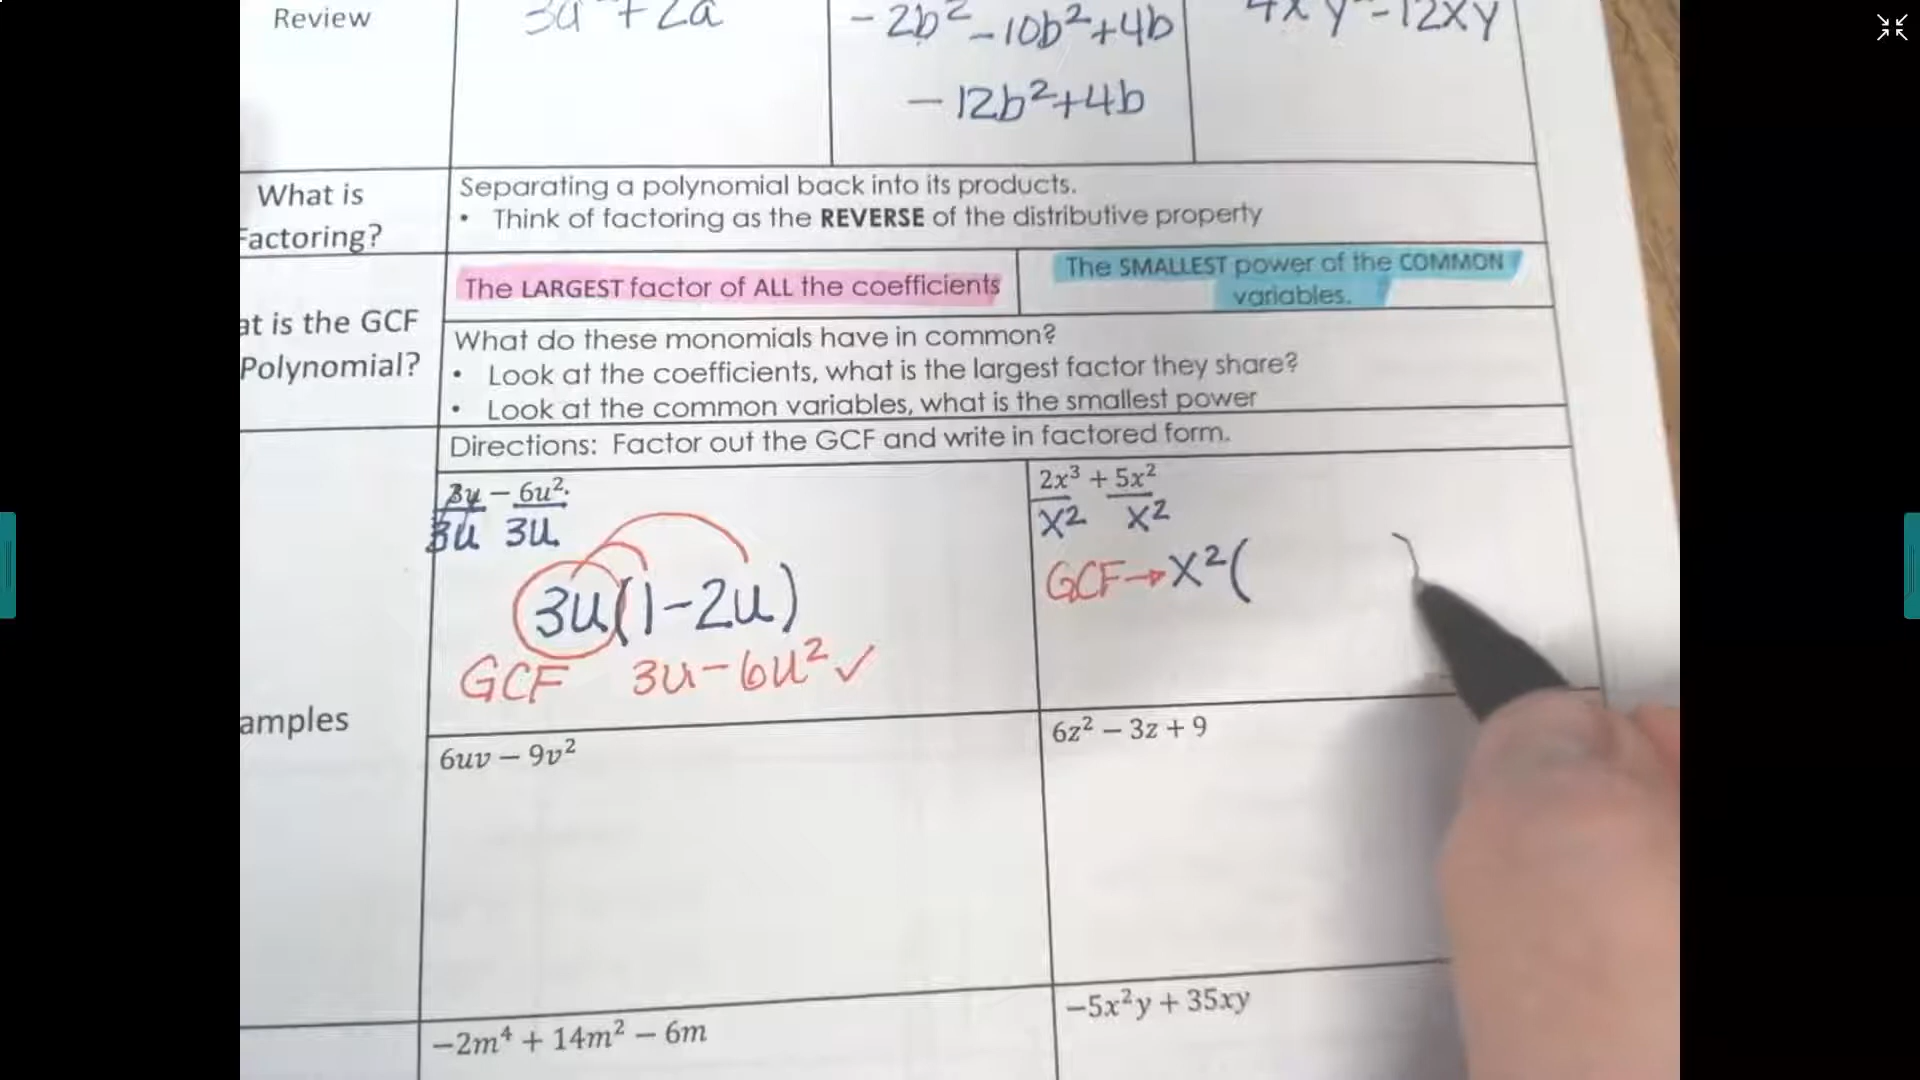 Review
- 2b² - 10b² + 4b
- 12b² + 4b
What is
Factoring?
Separating a polynomial back into its products.
• Think of factoring as the REVERSE of the distributive property
at is the GCF
Polynomial?
The LARGEST factor of ALL the coefficients
The SMALLEST power of the COMMON
variables.
What do these monomials have in common?
• Look at the coefficients, what is the largest factor they share?
• Look at the common variables, what is the smallest power
amples
Directions: Factor out the GCF and write in factored form.
3u − 6u².
3u 3u
3u(1-2u)
GCF 3u-6u² ✓
2x³ + 5x²
x² x²
GCF→x²(
6uv − 9v²
6z² − 3z + 9
−2m⁴ + 14m² − 6m
−5x²y + 35xy